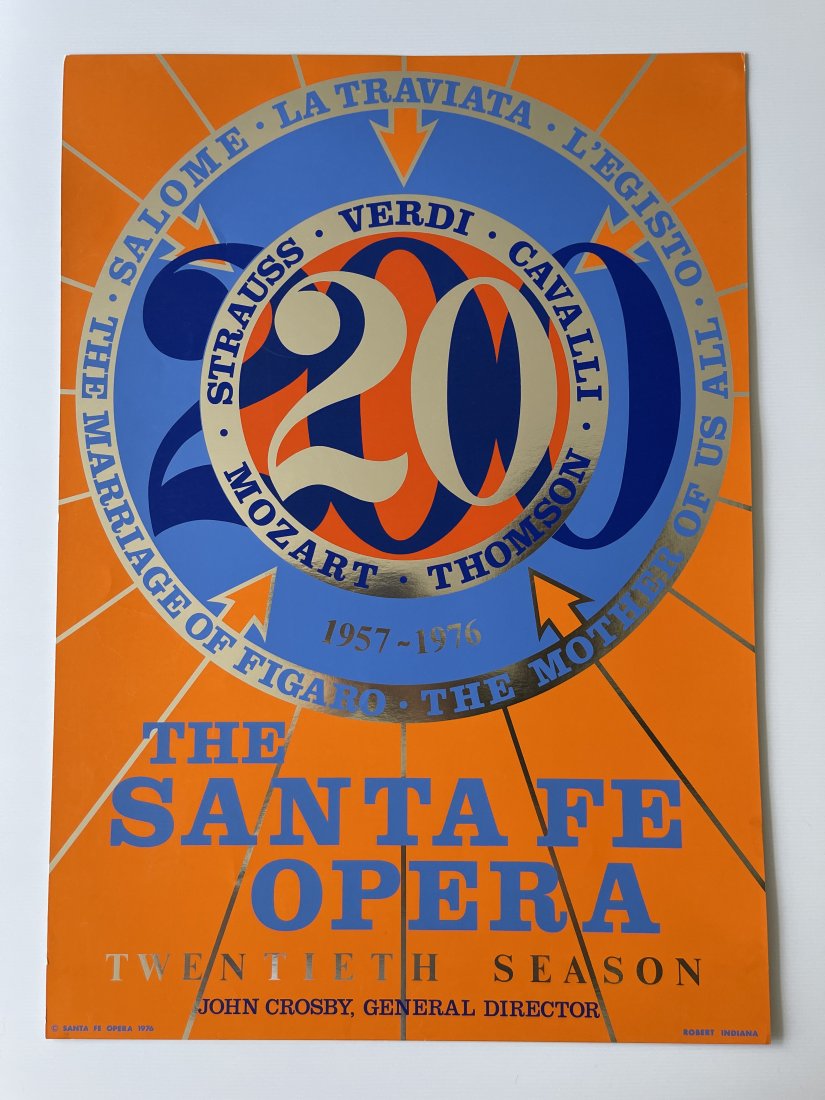 · SALOME · LA TRAVIATA · L'EGISTO · THE MOTHER OF US ALL · THE MARRIAGE OF FIGARO
· STRAUSS · VERDI · CAVALLI · THOMSON · MOZART
200
20
1957~1976
THE
SANTA FE
OPERA
TWENTIETH SEASON
JOHN CROSBY, GENERAL DIRECTOR
© SANTA FE OPERA 1976
ROBERT INDIANA